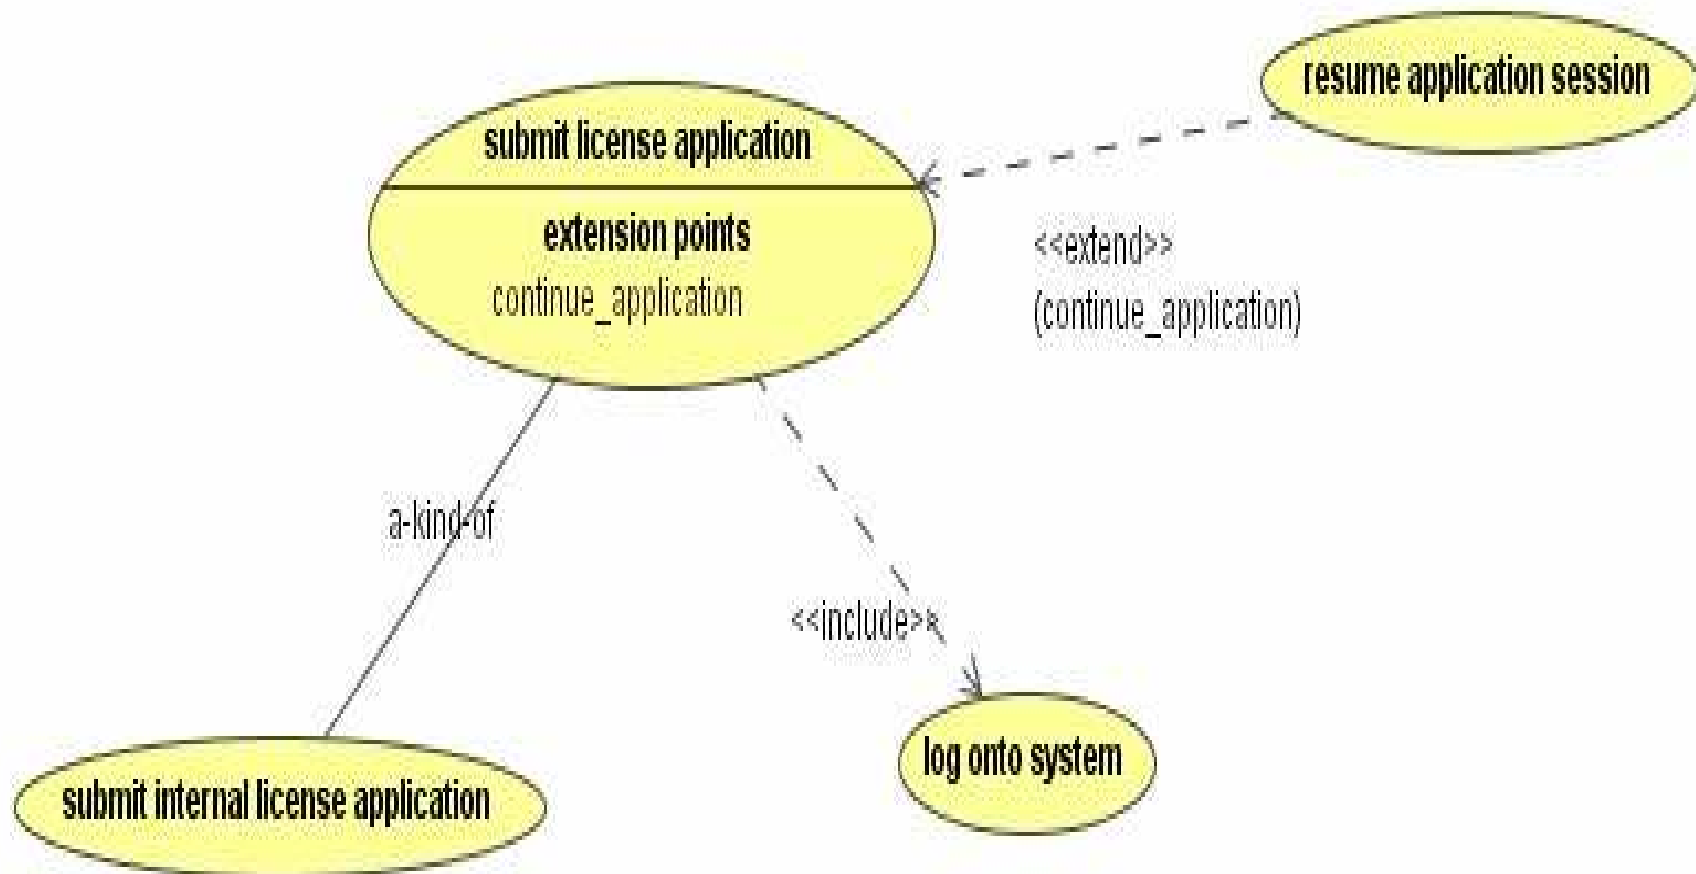 resume application session
submit license application
extension points
continue_application
<<extend>>
(continue_application)
a-kind-of
<<include>>
log onto system
submit internal license application